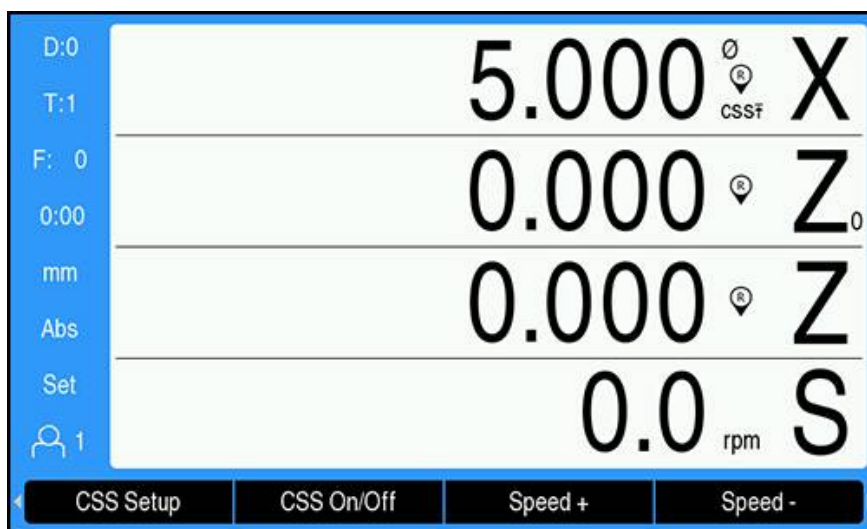 D:0
T:1
F: 0
0:00
mm
Abs
Set
1
5.000 Ø R CSS X
0.000 R Z0
0.000 R Z
0.0 rpm S
CSS Setup CSS On/Off Speed + Speed -